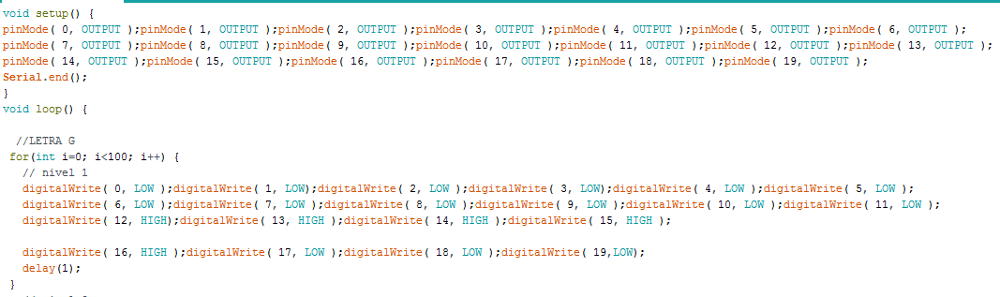 void setup() {
pinMode( 0, OUTPUT );pinMode( 1, OUTPUT );pinMode( 2, OUTPUT );pinMode( 3, OUTPUT );pinMode( 4, OUTPUT );pinMode( 5, OUTPUT );pinMode( 6, OUTPUT );
pinMode( 7, OUTPUT );pinMode( 8, OUTPUT );pinMode( 9, OUTPUT );pinMode( 10, OUTPUT );pinMode( 11, OUTPUT );pinMode( 12, OUTPUT );pinMode( 13, OUTPUT );
pinMode( 14, OUTPUT );pinMode( 15, OUTPUT );pinMode( 16, OUTPUT );pinMode( 17, OUTPUT );pinMode( 18, OUTPUT );pinMode( 19, OUTPUT );
Serial.end();
}
void loop() {
//LETRA G
for(int i=0; i<100; i++) {
// nivel 1
digitalWrite( 0, LOW );digitalWrite( 1, LOW);digitalWrite( 2, LOW );digitalWrite( 3, LOW);digitalWrite( 4, LOW );digitalWrite( 5, LOW );
digitalWrite( 6, LOW );digitalWrite( 7, LOW );digitalWrite( 8, LOW );digitalWrite( 9, LOW );digitalWrite( 10, LOW );digitalWrite( 11, LOW );
digitalWrite( 12, HIGH);digitalWrite( 13, HIGH );digitalWrite( 14, HIGH );digitalWrite( 15, HIGH );
digitalWrite( 16, HIGH );digitalWrite( 17, LOW );digitalWrite( 18, LOW );digitalWrite( 19,LOW);
delay(1);
}